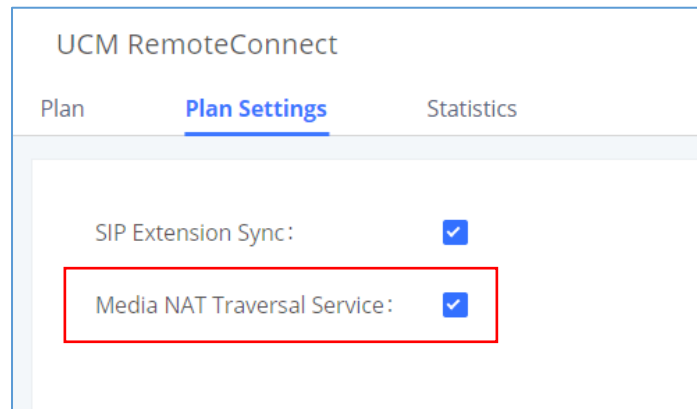 UCM RemoteConnect
Plan Plan Settings Statistics
SIP Extension Sync:
Media NAT Traversal Service: